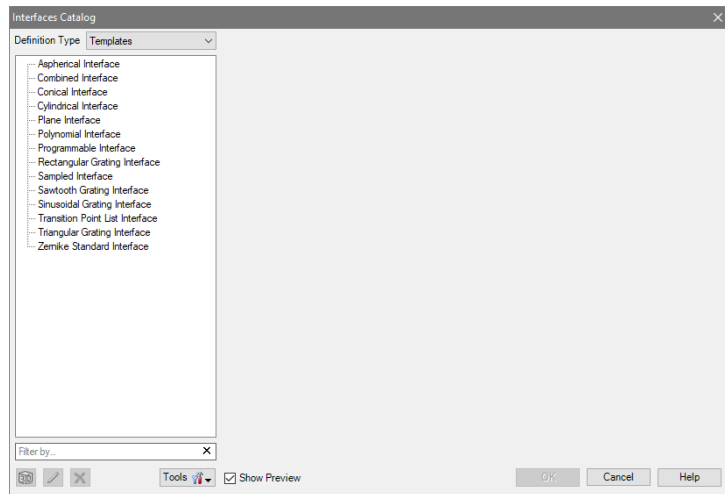 Interfaces Catalog
Definition Type Templates
Aspherical Interface
Combined Interface
Conical Interface
Cylindrical Interface
Plane Interface
Polynomial Interface
Programmable Interface
Rectangular Grating Interface
Sampled Interface
Sawtooth Grating Interface
Sinusoidal Grating Interface
Transition Point List Interface
Triangular Grating Interface
Zernike Standard Interface
Filter by...
Tools Show Preview OK Cancel Help